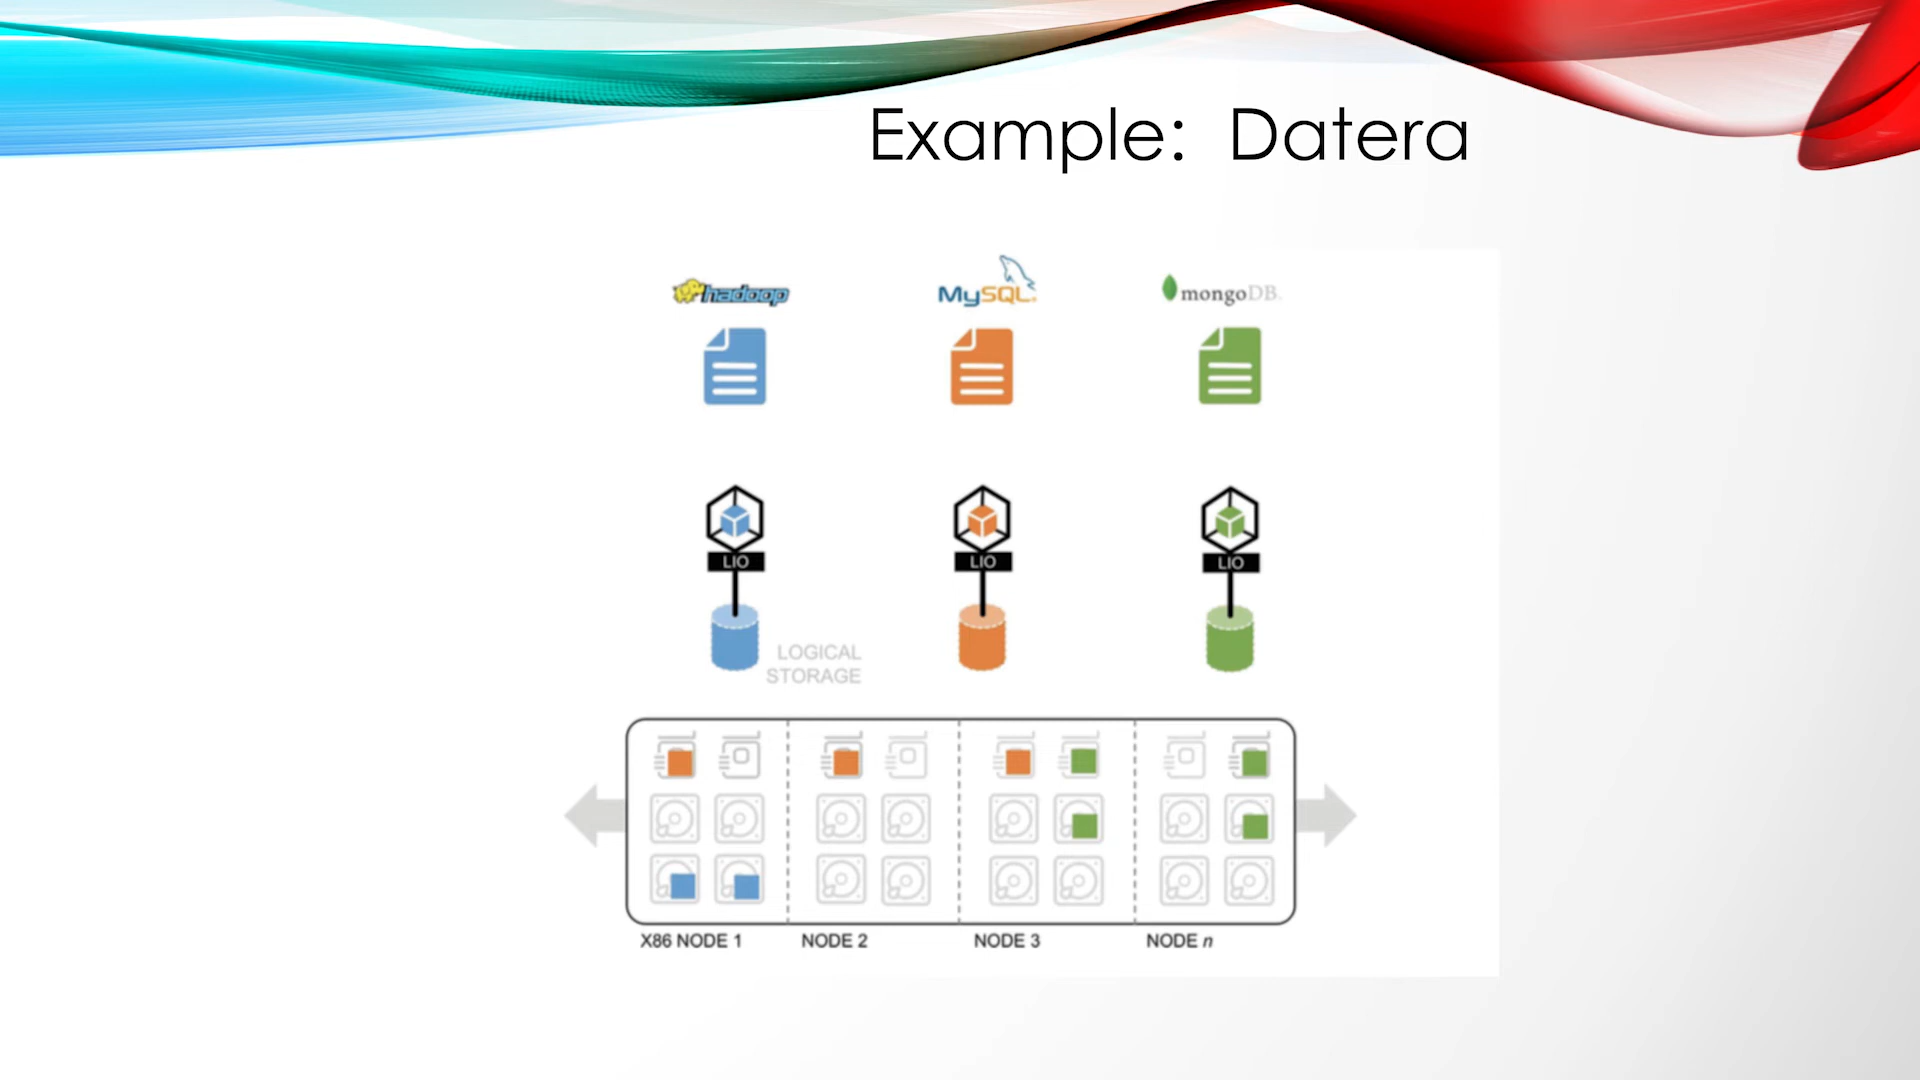 Example: Datera
hadoop
MySQL
mongoDB
LIO
LIO
LIO
LOGICAL
STORAGE
X86 NODE 1
NODE 2
NODE 3
NODE n